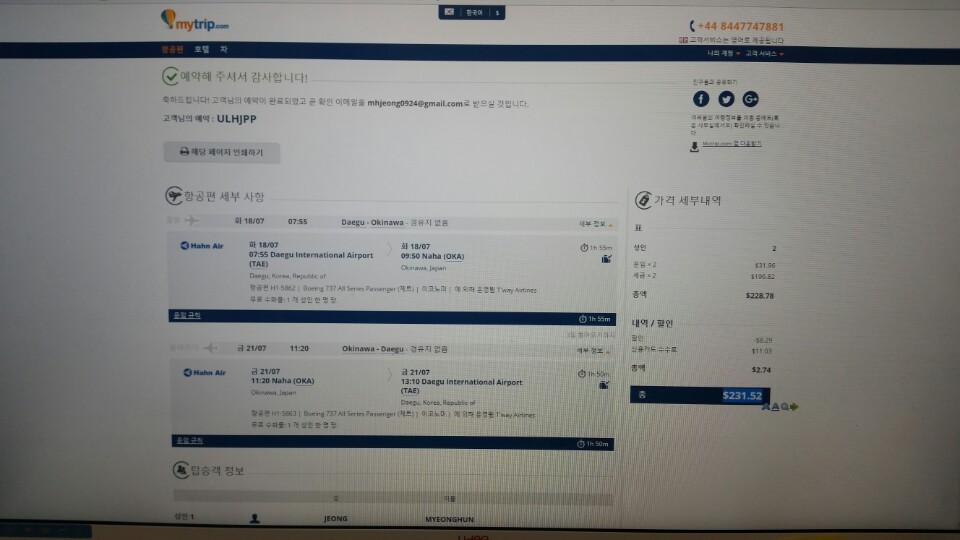 mytrip.com
한국어 $
+44 8447747881
고객서비스는 영어로 제공됩니다
항공편 호텔 차
나의 계정 고객 서비스
예약해 주셔서 감사합니다!
축하드립니다! 고객님의 예약이 완료되었고 곧 확인 이메일을 mhjeong0924@gmail.com로 받으실 것입니다.
고객님의 예약 : ULHJPP
해당 페이지 인쇄하기
친구들과 공유하기
Mytrip.com 앱 다운받기
항공편 세부 사항
화 18/07 07:55 Daegu - Okinawa - 경유지 없음 세부 정보
Hahn Air
화 18/07
07:55 Daegu International Airport
(TAE)
Daegu, Korea, Republic of
화 18/07
09:50 Naha (OKA)
Okinawa, Japan
1h 55m
항공편 H1-5862 | Boeing 737 All Series Passenger (제트) | 이코노미 | 에 의해 운영됨 T'way Airlines
무료 수화물: 1 개 성인 한 명 당.
운임 규칙
1h 55m
금 21/07 11:20 Okinawa - Daegu - 경유지 없음 세부 정보
Hahn Air
금 21/07
11:20 Naha (OKA)
Okinawa, Japan
금 21/07
13:10 Daegu International Airport
(TAE)
Daegu, Korea, Republic of
1h 50m
항공편 H1-5863 | Boeing 737 All Series Passenger (제트) | 이코노미 | 에 의해 운영됨 T'way Airlines
무료 수화물: 1 개 성인 한 명 당.
운임 규칙
1h 50m
가격 세부내역
표
성인 2
운임 × 2 $31.96
세금 × 2 $196.82
총액 $228.78
내역 / 할인
할인 -$8.29
신용카드 수수료 $11.03
총액 $2.74
총 $231.52
탑승객 정보
성 이름
성인 1 JEONG MYEONGHUN